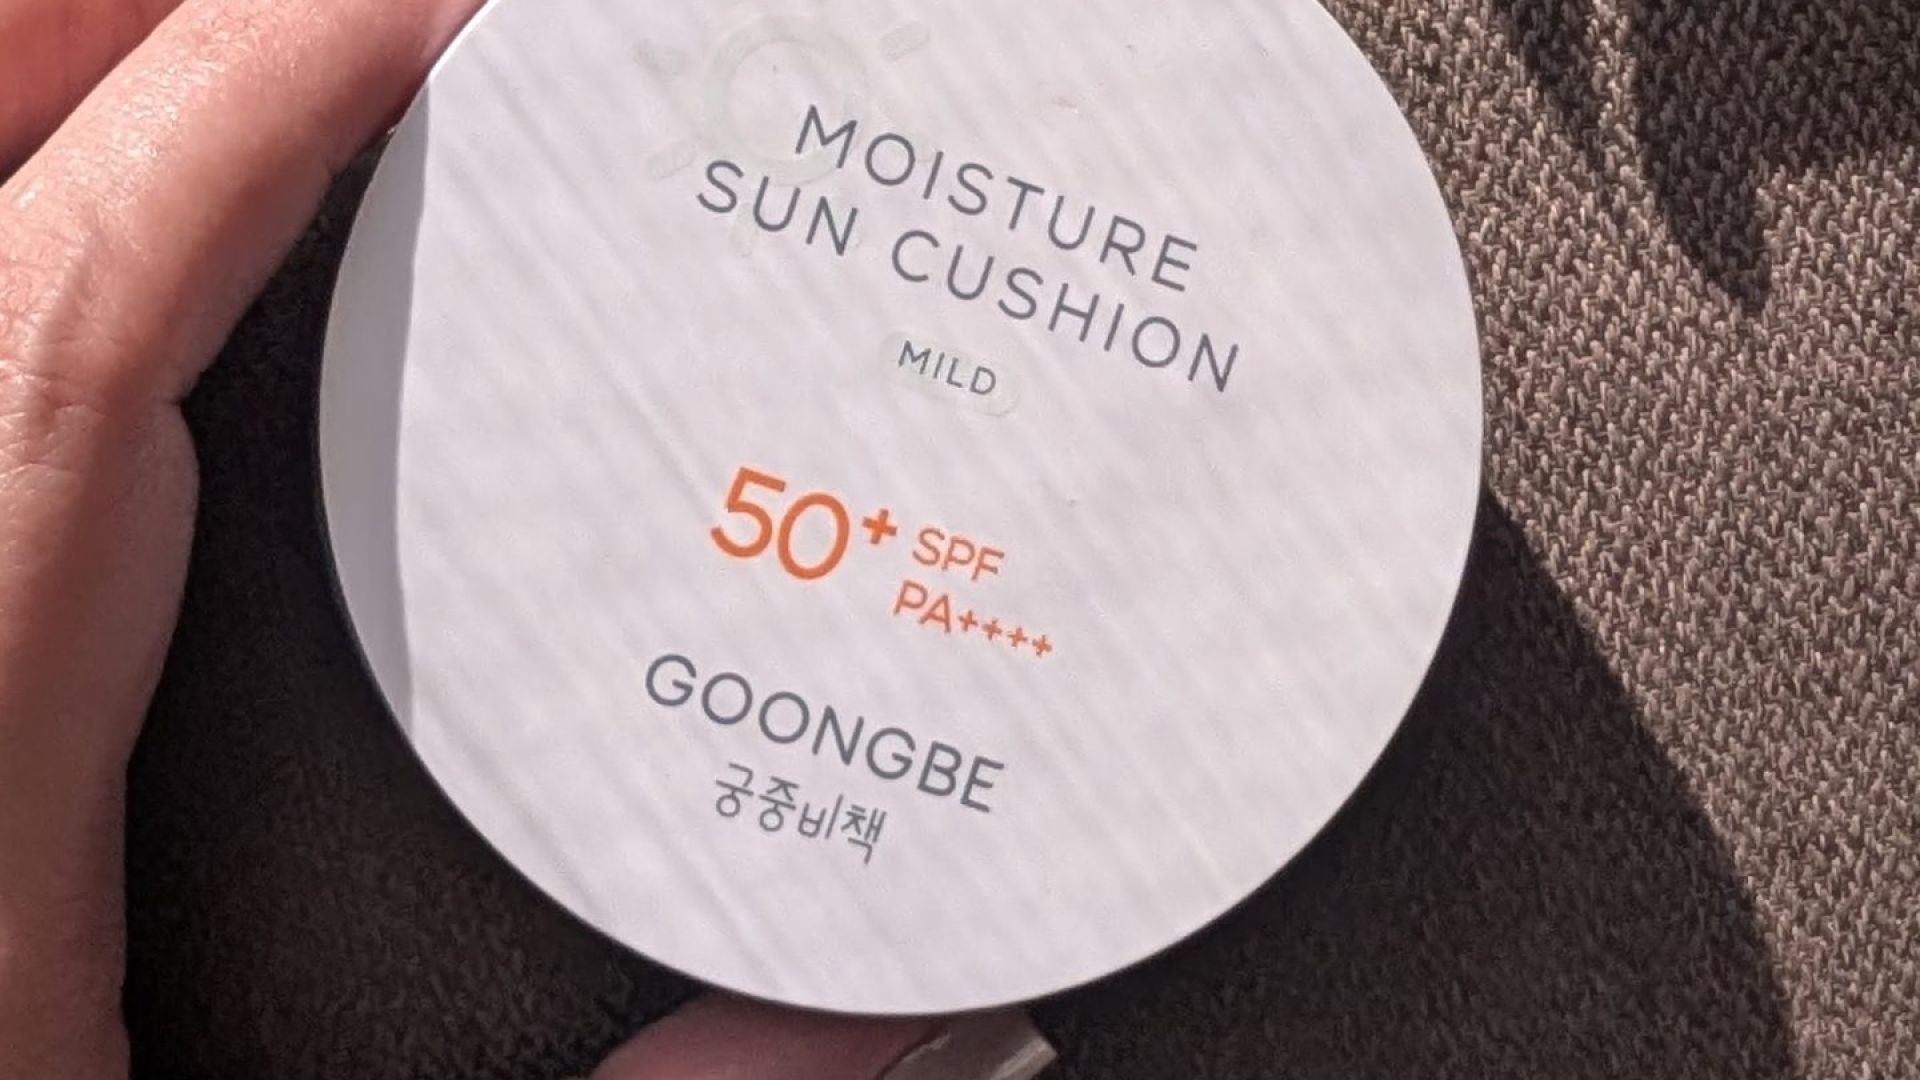 MOISTURE
SUN CUSHION
MILD
50+ SPF
PA++++
GOONGBE
궁중비책